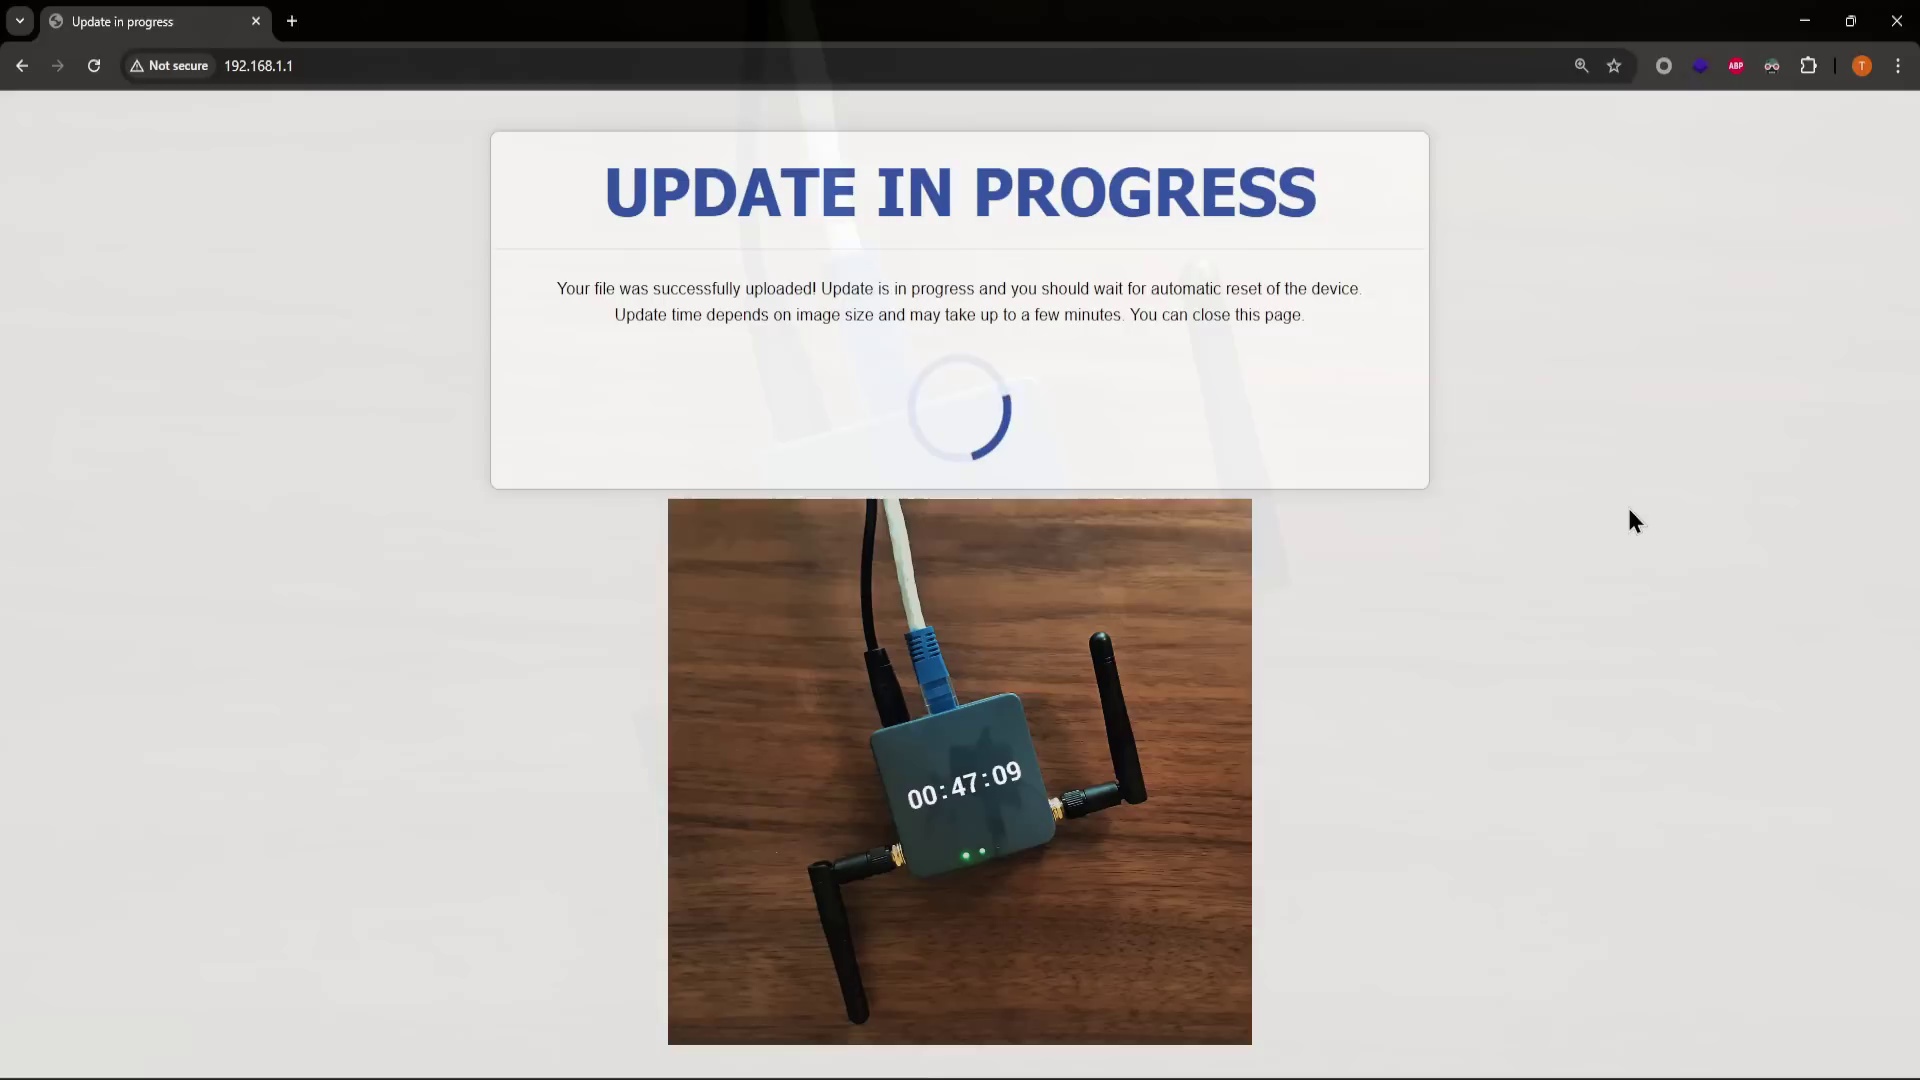 Update in progress
Not secure
192.168.1.1
ABP
T
UPDATE IN PROGRESS
Your file was successfully uploaded! Update is in progress and you should wait for automatic reset of the device.
Update time depends on image size and may take up to a few minutes. You can close this page.
00:47:09